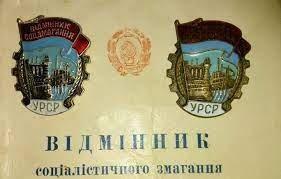 ВІДМІННИК
СОЦЗМАГАННЯ
УРСР
УРСР
ВІДМІННИК
соціалістичного змагання